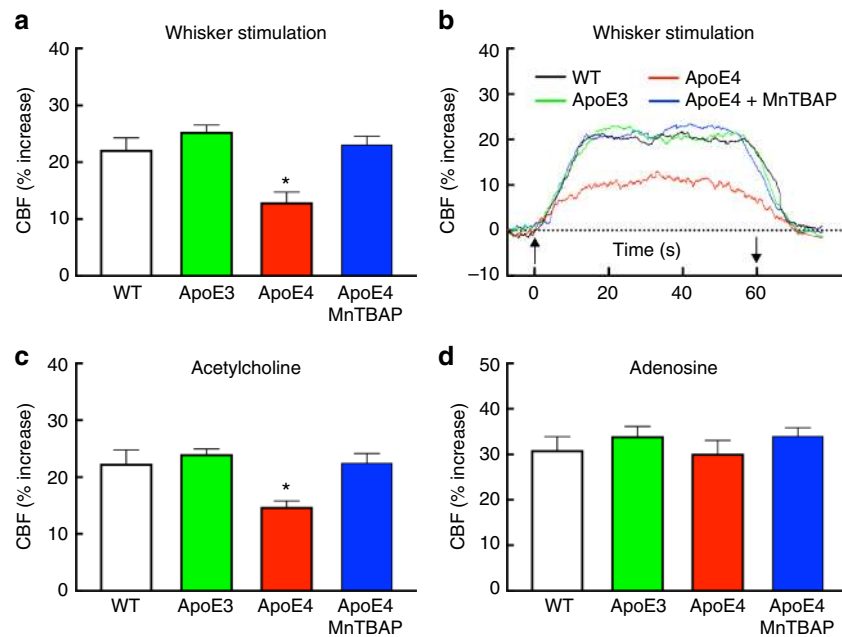 a
Whisker stimulation
CBF (% increase)
40
30
20
10
0
*
WT ApoE3 ApoE4 ApoE4
MnTBAP
b
Whisker stimulation
CBF (% increase)
40
30
20
10
0
–10
WT ApoE4
ApoE3 ApoE4 + MnTBAP
Time (s)
0 20 40 60
c
Acetylcholine
CBF (% increase)
40
30
20
10
0
*
WT ApoE3 ApoE4 ApoE4
MnTBAP
d
Adenosine
CBF (% increase)
50
40
30
20
10
0
WT ApoE3 ApoE4 ApoE4
MnTBAP